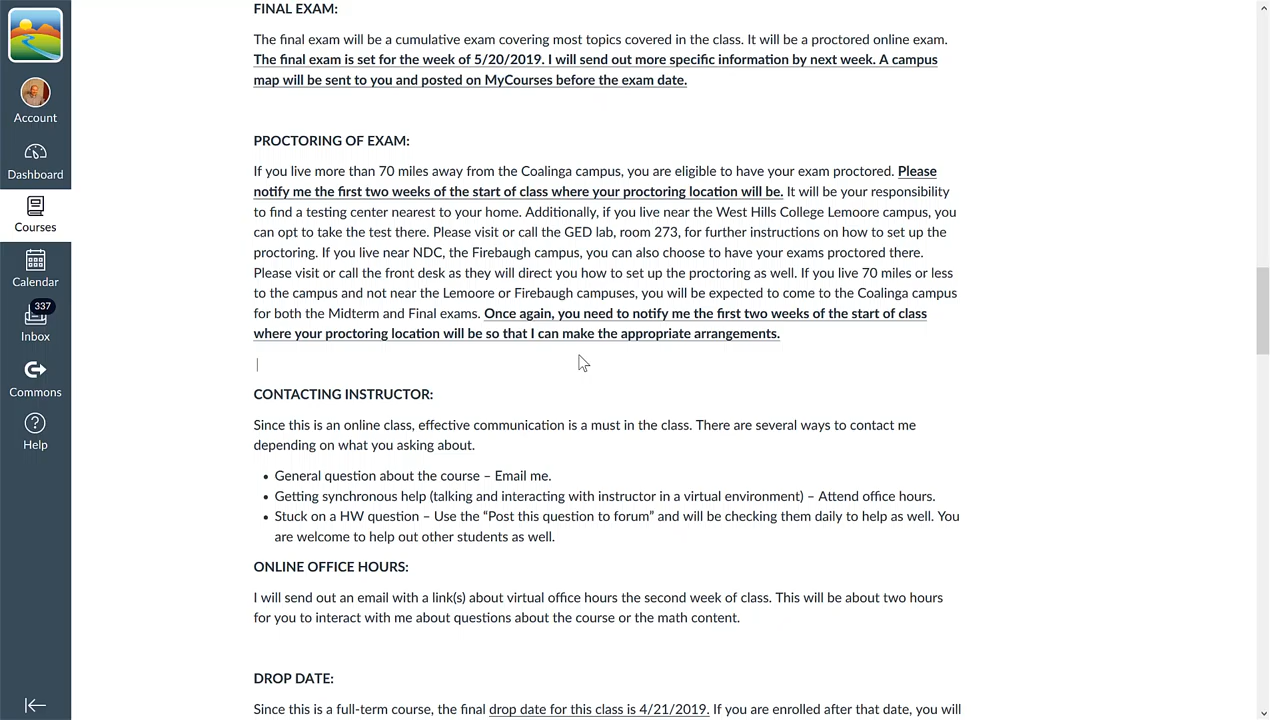 FINAL EXAM:
The final exam will be a cumulative exam covering most topics covered in the class. It will be a proctored online exam.
The final exam is set for the week of 5/20/2019. I will send out more specific information by next week. A campus
map will be sent to you and posted on MyCourses before the exam date.
Account
Dashboard
Courses
Calendar
337
Inbox
Commons
Help
PROCTORING OF EXAM:
If you live more than 70 miles away from the Coalinga campus, you are eligible to have your exam proctored. Please
notify me the first two weeks of the start of class where your proctoring location will be. It will be your responsibility
to find a testing center nearest to your home. Additionally, if you live near the West Hills College Lemoore campus, you
can opt to take the test there. Please visit or call the GED lab, room 273, for further instructions on how to set up the
proctoring. If you live near NDC, the Firebaugh campus, you can also choose to have your exams proctored there.
Please visit or call the front desk as they will direct you how to set up the proctoring as well. If you live 70 miles or less
to the campus and not near the Lemoore or Firebaugh campuses, you will be expected to come to the Coalinga campus
for both the Midterm and Final exams. Once again, you need to notify me the first two weeks of the start of class
where your proctoring location will be so that I can make the appropriate arrangements.
CONTACTING INSTRUCTOR:
Since this is an online class, effective communication is a must in the class. There are several ways to contact me
depending on what you asking about.
• General question about the course – Email me.
• Getting synchronous help (talking and interacting with instructor in a virtual environment) – Attend office hours.
• Stuck on a HW question – Use the “Post this question to forum” and will be checking them daily to help as well. You
are welcome to help out other students as well.
ONLINE OFFICE HOURS:
I will send out an email with a link(s) about virtual office hours the second week of class. This will be about two hours
for you to interact with me about questions about the course or the math content.
DROP DATE:
Since this is a full-term course, the final drop date for this class is 4/21/2019. If you are enrolled after that date, you will